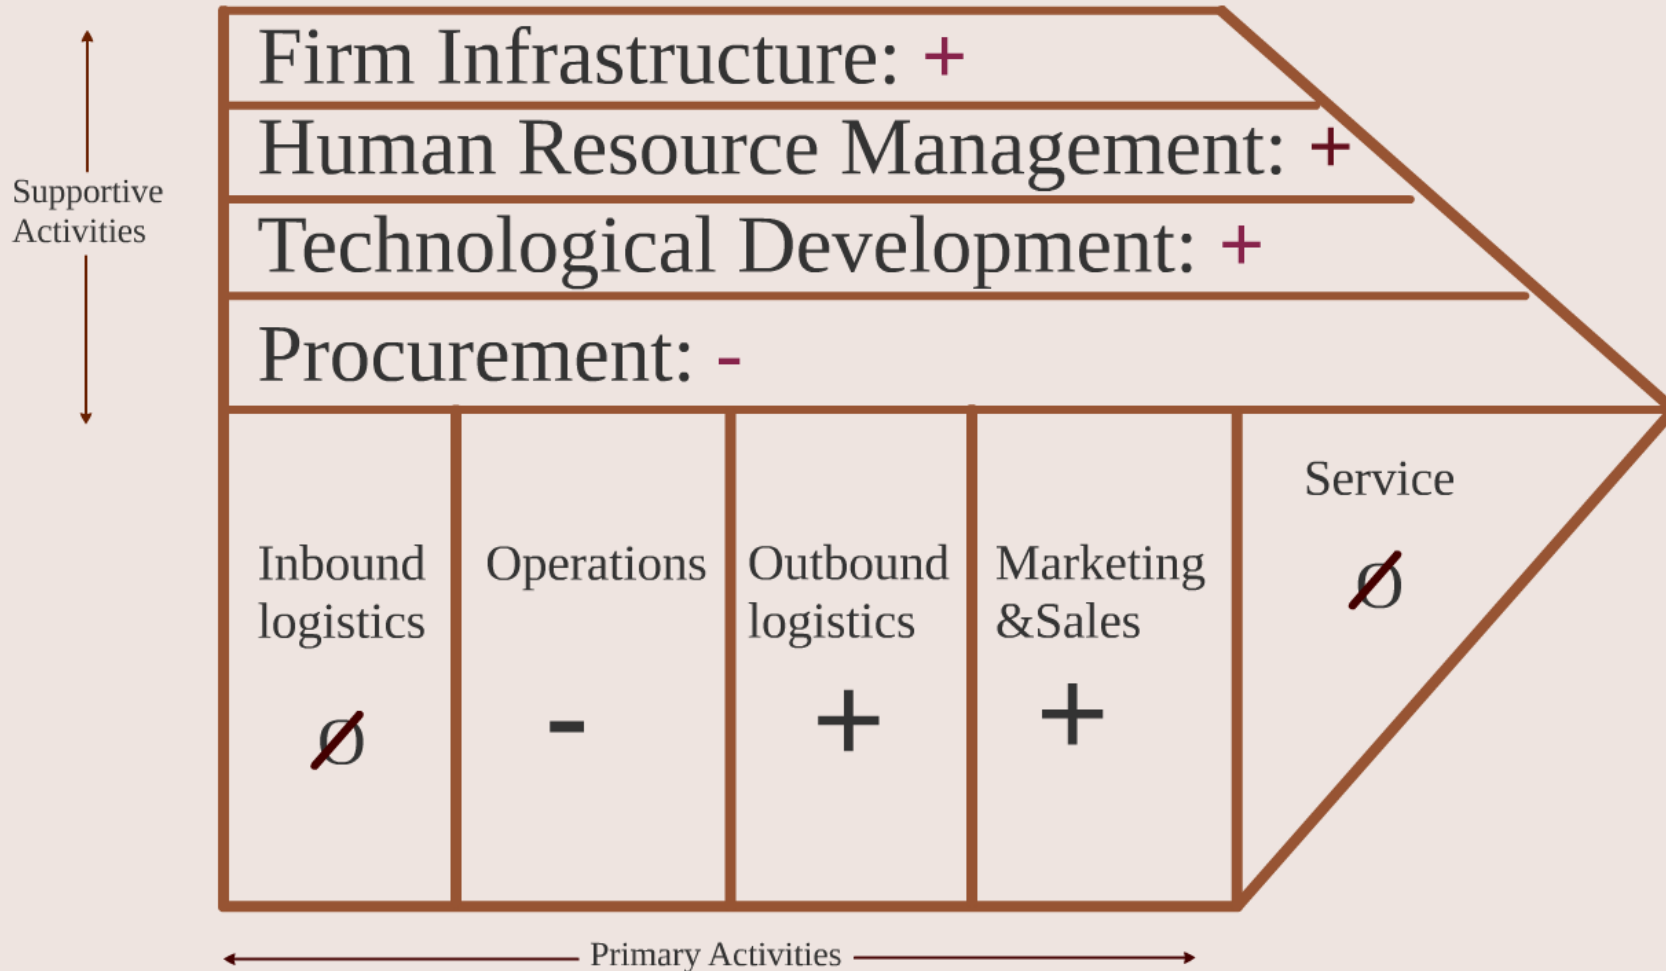 Firm Infrastructure: +
Human Resource Management: +
Supportive
Activities
Technological Development: +
Procurement: -
Service
Ø
Inbound
logistics
Ø
Operations
-
Outbound
logistics
+
Marketing
&Sales
+
Primary Activities